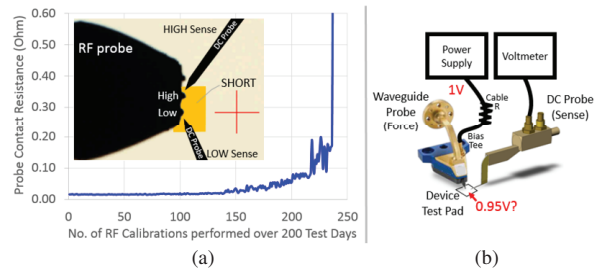 0.60
0.50
0.40
0.30
0.20
0.10
0.00
Probe Contact Resistance (Ohm)
RF probe
HIGH Sense
DC Probe
SHORT
High
Low
DC Probe
LOW Sense
0 50 100 150 200 250
No. of RF Calibrations performed over 200 Test Days
(a)
Power
Supply
Voltmeter
1V
Cable
R
Waveguide
Probe
(Force)
DC Probe
(Sense)
Bias
Tee
Device
Test Pad
0.95V?
(b)